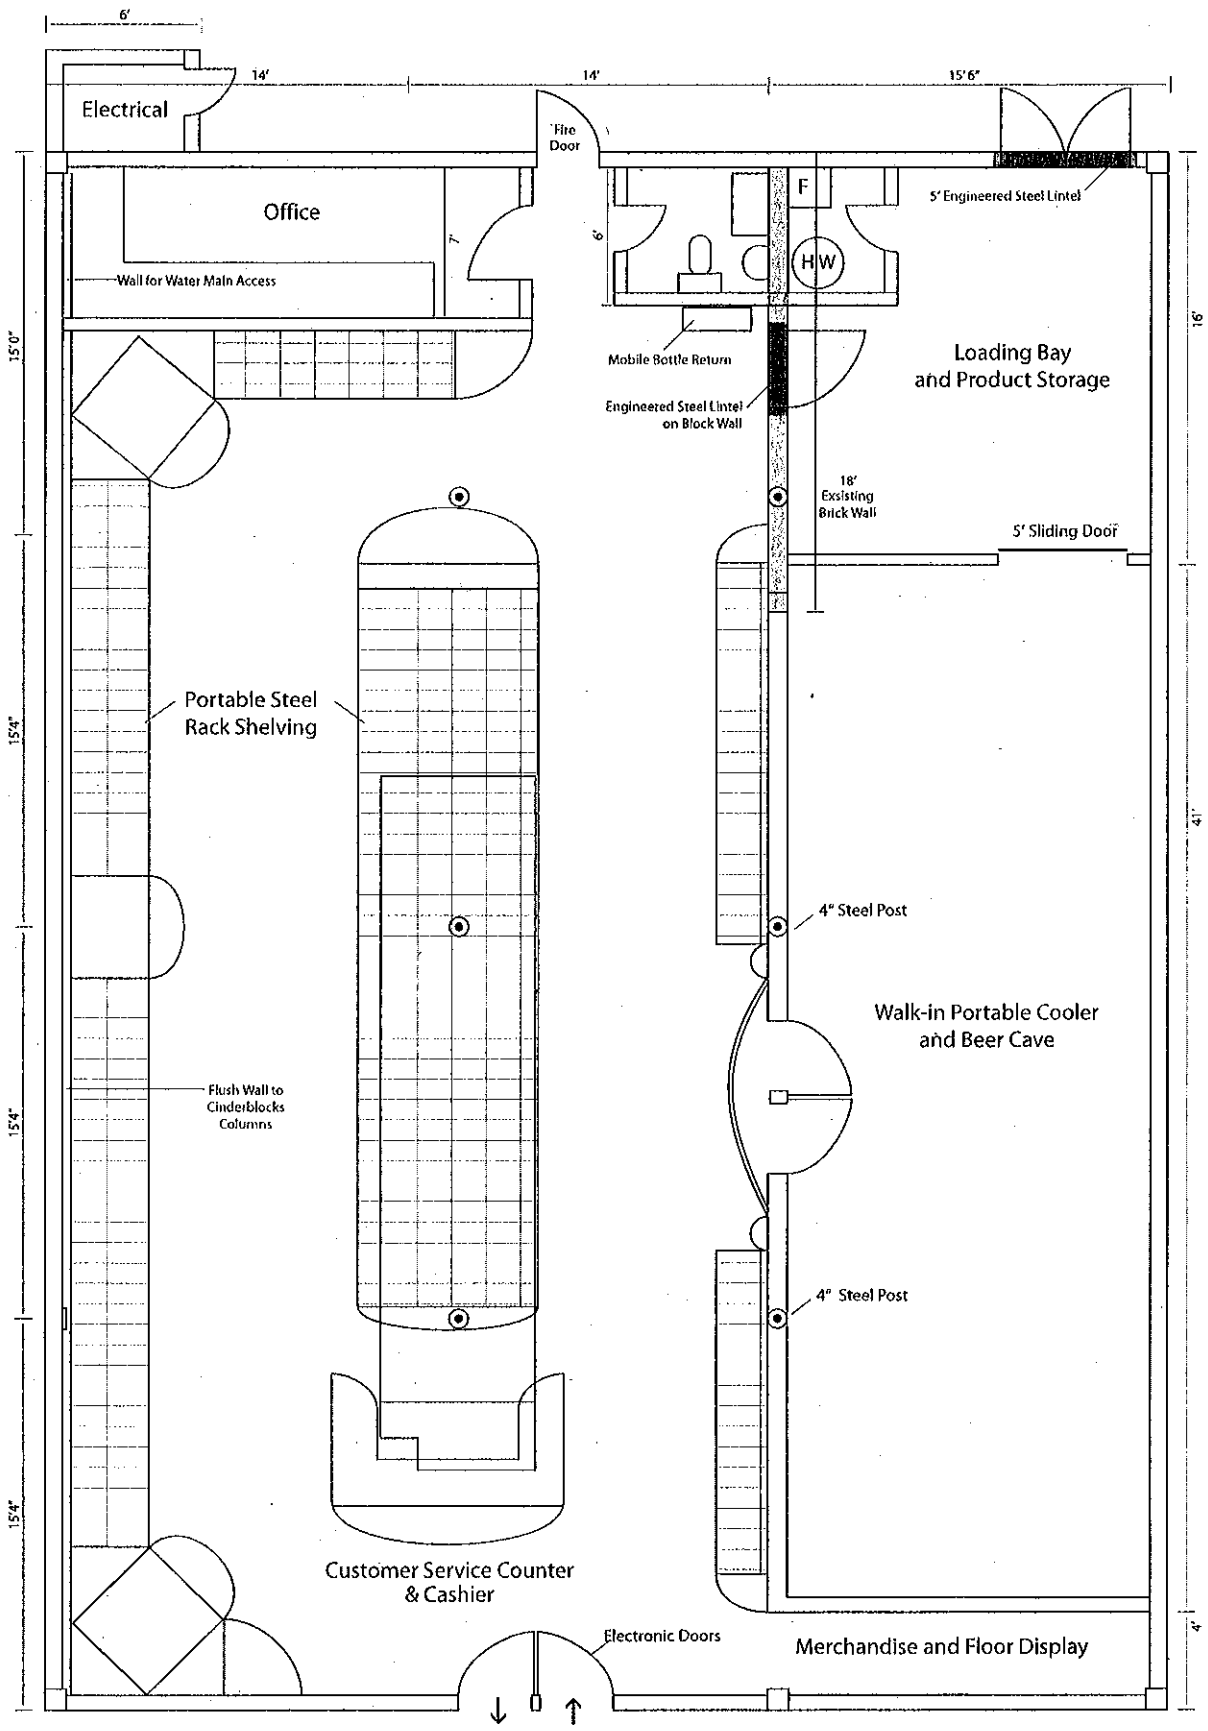 6'
14'
14'
15'6"
Electrical
Fire
Door
5' Engineered Steel Lintel
F
Office
7'
6'
HW
Wall for Water Main Access
15'0"
16'
Mobile Bottle Return
Loading Bay
and Product Storage
Engineered Steel Lintel
on Block Wall
18'
Exsisting
Brick Wall
5' Sliding Door
Portable Steel
Rack Shelving
15'4"
41'
4" Steel Post
Walk-in Portable Cooler
and Beer Cave
Flush Wall to
Cinderblocks
Columns
15'4"
4" Steel Post
15'4"
Customer Service Counter
& Cashier
Electronic Doors
Merchandise and Floor Display
4'